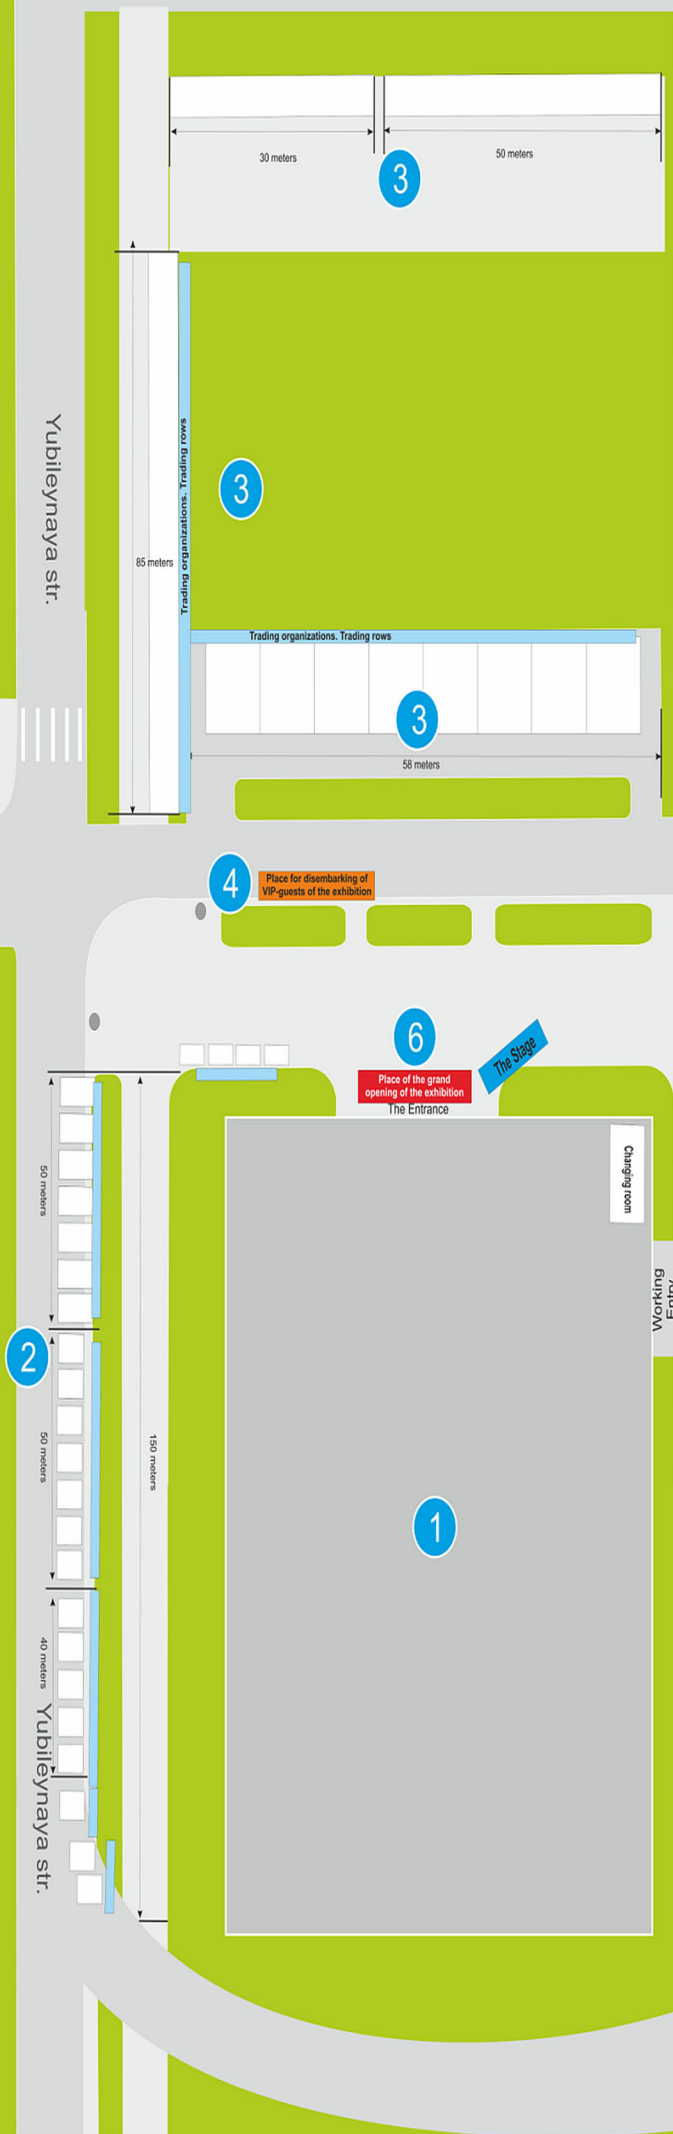 30 meters
50 meters
3
Yubileynaya str.
85 meters
Trading organizations. Trading rows
3
Trading organizations. Trading rows
3
58 meters
4
Place for disembarking of
VIP-guests of the exhibition
6
The Stage
Place of the grand
opening of the exhibition
The Entrance
Changing room
Working
Entry
50 meters
2
50 meters
150 meters
1
40 meters
Yubileynaya str.